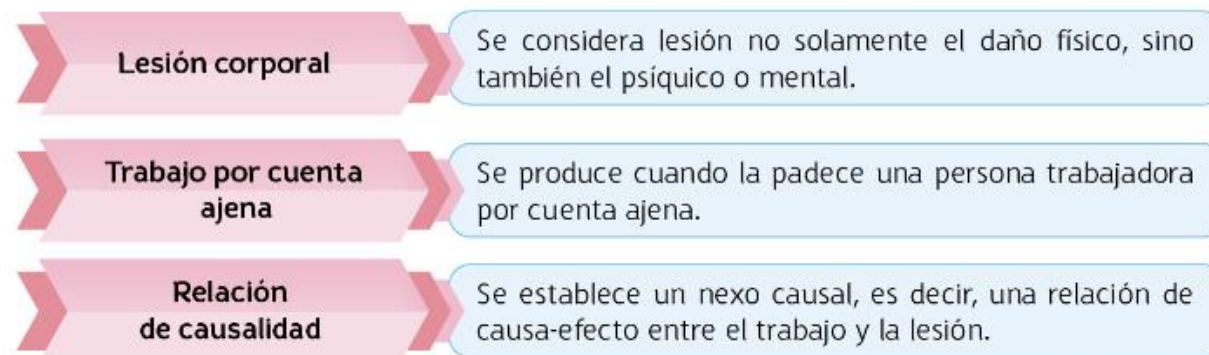 Lesión corporal
Se considera lesión no solamente el daño físico, sino
también el psíquico o mental.
Trabajo por cuenta
ajena
Se produce cuando la padece una persona trabajadora
por cuenta ajena.
Relación
de causalidad
Se establece un nexo causal, es decir, una relación de
causa-efecto entre el trabajo y la lesión.